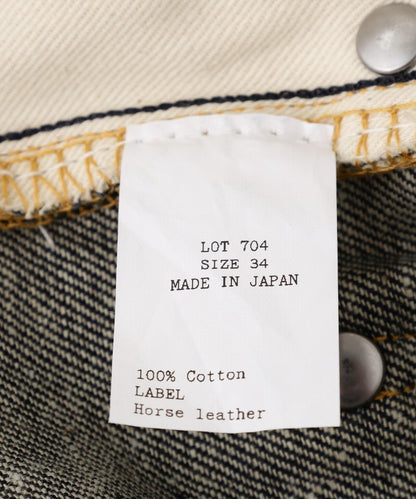 LOT 704
SIZE 34
MADE IN JAPAN
100% Cotton
LABEL
Horse leather